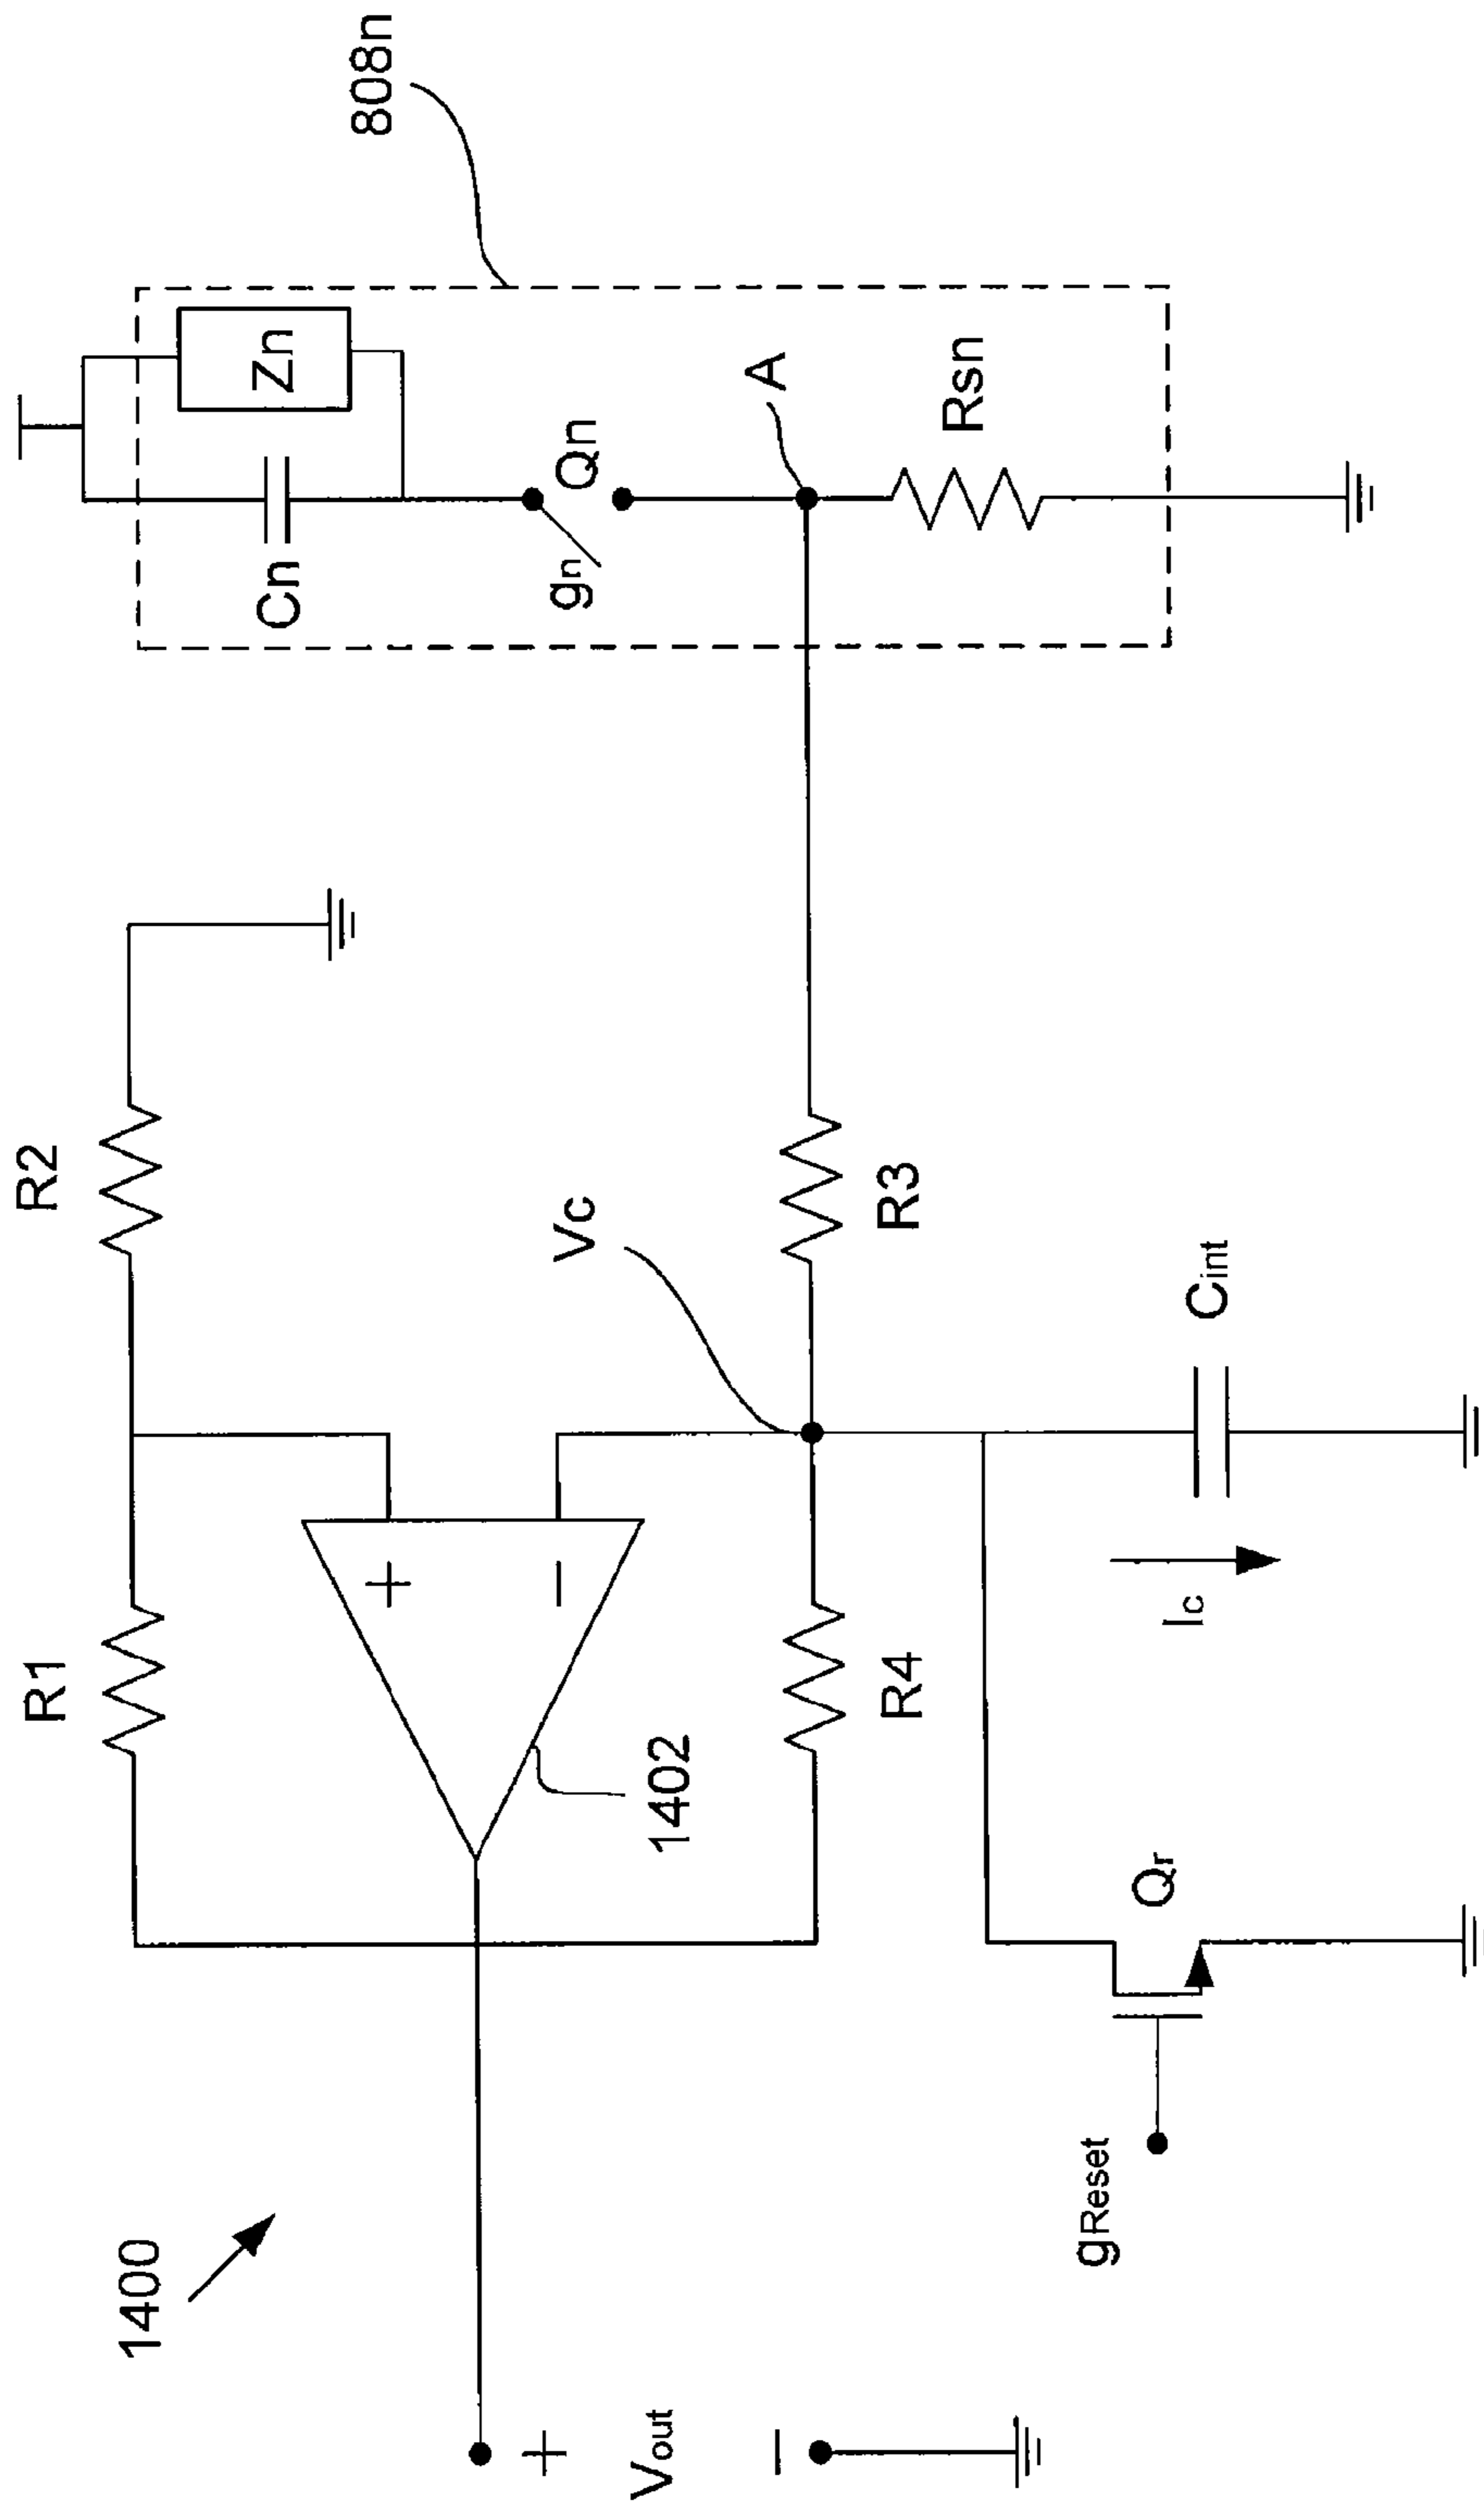 1400
R1
R2
1402
+
−
Vc
R4
R3
+
Vout
−
gReset
Qr
Ic
Cint
808n
Zn
Cn
Qn
gn
A
Rsn